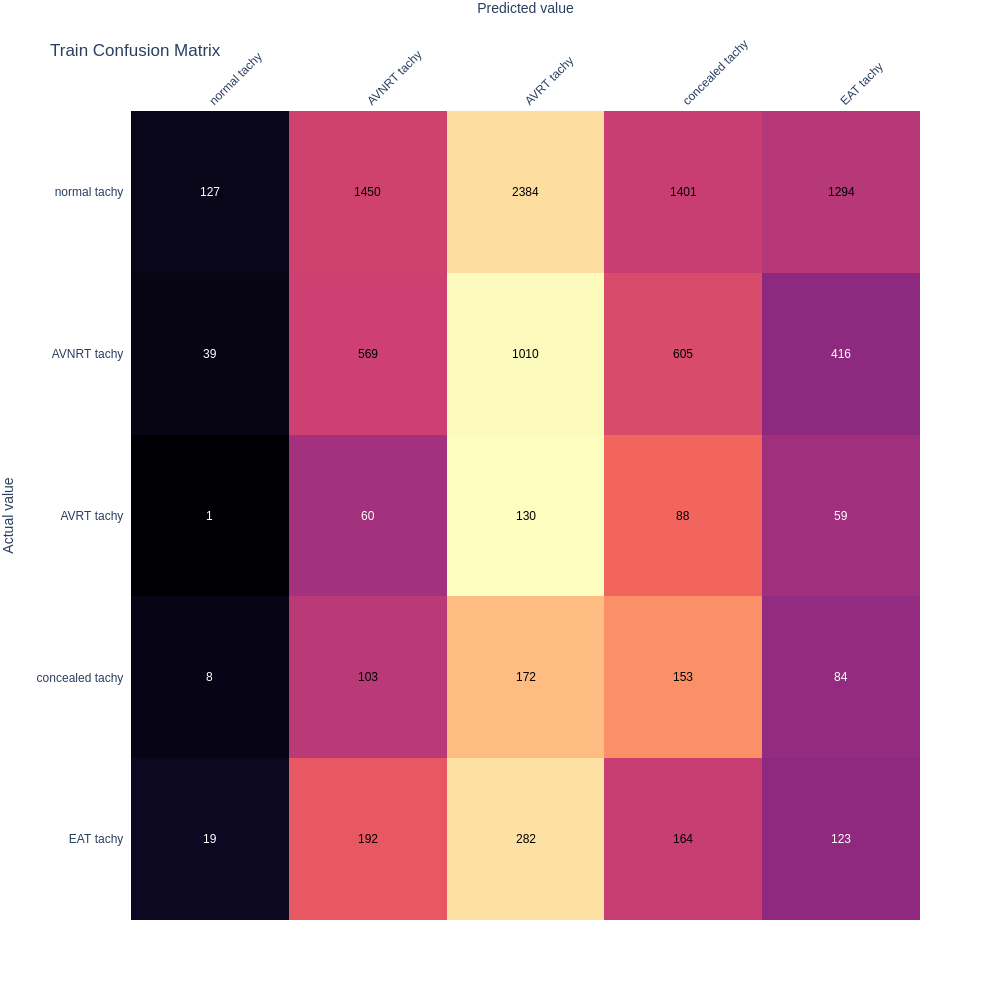 Predicted value
Train Confusion Matrix
normal tachy
AVNRT tachy
AVRT tachy
concealed tachy
EAT tachy
normal tachy 127 1450 2384 1401 1294
AVNRT tachy 39 569 1010 605 416
AVRT tachy 1 60 130 88 59
concealed tachy 8 103 172 153 84
EAT tachy 19 192 282 164 123
Actual value